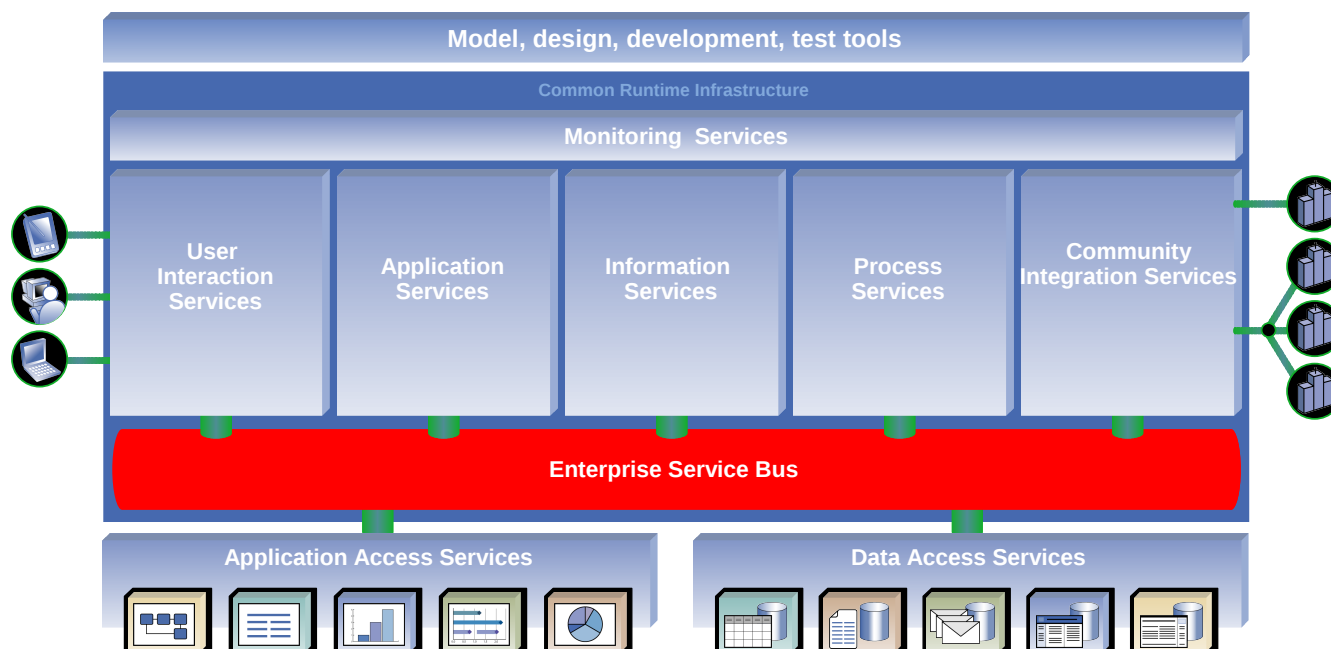 Model, design, development, test tools
Common Runtime Infrastructure
Monitoring Services
User
Interaction
Services
Application
Services
Information
Services
Process
Services
Community
Integration Services
Enterprise Service Bus
Application Access Services
Data Access Services